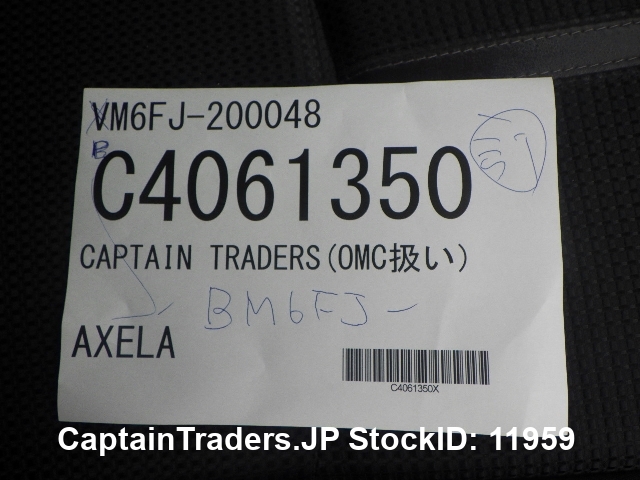 VM6FJ-200048
B
C4061350
CAPTAIN TRADERS(OMC扱い)
BM6FJ-
AXELA
C4061350X
CaptainTraders.JP StockID: 11959